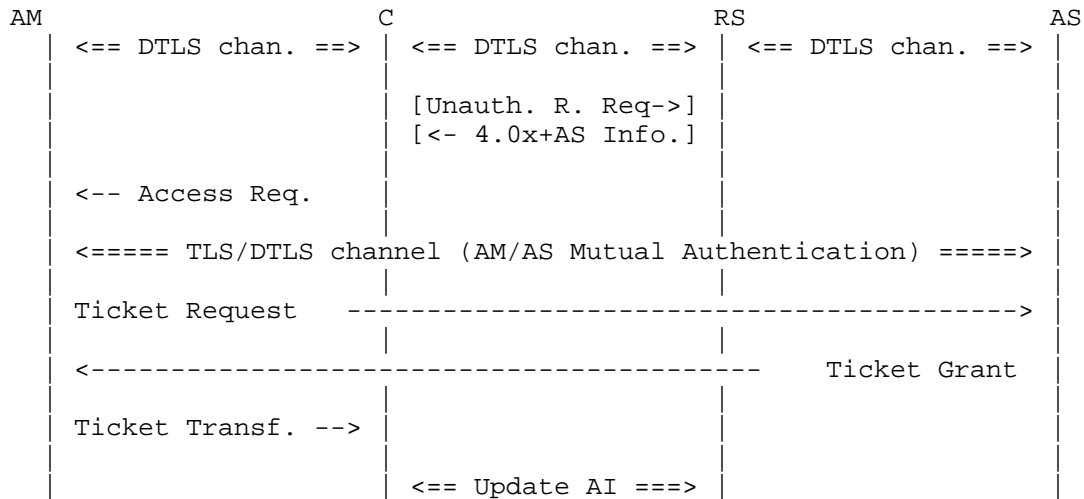 AM                    C                    RS                   AS
| <== DTLS chan. ==> | <== DTLS chan. ==> | <== DTLS chan. ==> |
|                    |                    |                    |
|                    | [Unauth. R. Req->] |                    |
|                    | [<- 4.0x+AS Info.] |                    |
|                    |                    |                    |
| <-- Access Req.    |                    |                    |
|                    |                    |                    |
| <===== TLS/DTLS channel (AM/AS Mutual Authentication) =====> |
|                    |                    |                    |
| Ticket Request   ------------------------------------------> |
|                    |                    |                    |
| <------------------------------------------    Ticket Grant  |
|                    |                    |                    |
| Ticket Transf. --> |                    |                    |
|                    |                    |                    |
|                    | <== Update AI ===> |                    |